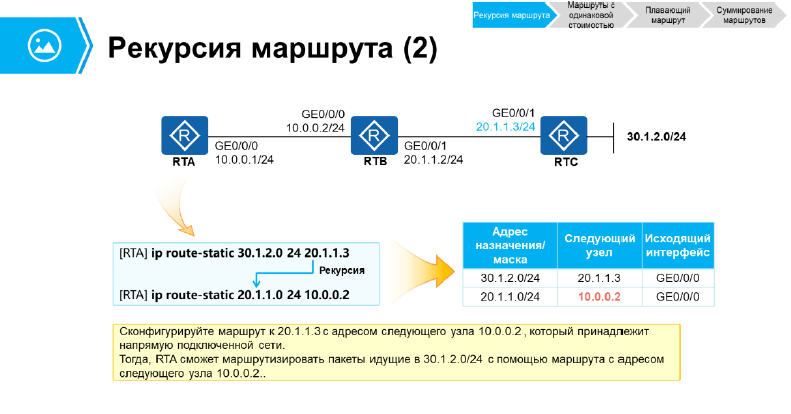 Рекурсия маршрута
Маршруты с
одинаковой
стоимостью
Плавающий
маршрут
Суммирование
маршрутов
Рекурсия маршрута (2)
GE0/0/0
10.0.0.2/24
GE0/0/1
20.1.1.3/24
30.1.2.0/24
GE0/0/0
10.0.0.1/24
GE0/0/1
20.1.1.2/24
RTA
RTB
RTC
[RTA] ip route-static 30.1.2.0 24 20.1.1.3
Рекурсия
[RTA] ip route-static 20.1.1.0 24 10.0.0.2
Адрес назначения/ маска Следующий узел Исходящий интерфейс
30.1.2.0/24 20.1.1.3 GE0/0/0
20.1.1.0/24 10.0.0.2 GE0/0/0
Сконфигурируйте маршрут к 20.1.1.3 с адресом следующего узла 10.0.0.2 , который принадлежит
напрямую подключенной сети.
Тогда, RTA сможет маршрутизировать пакеты идущие в 30.1.2.0/24 с помощью маршрута с адресом
следующего узла 10.0.0.2..